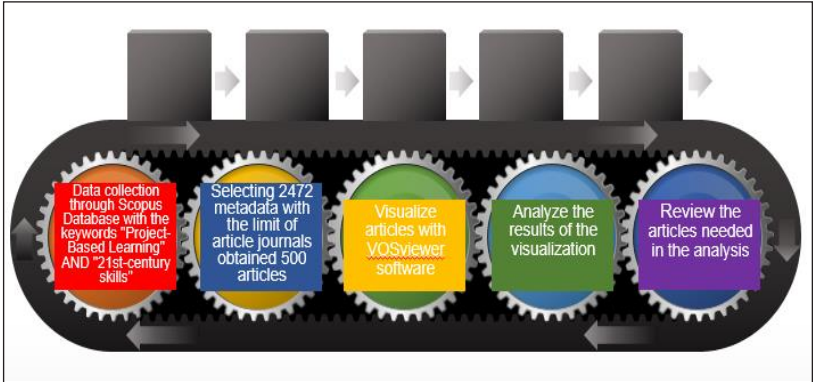 Data collection
through Scopus
Database with the
keywords "Project-
Based Learning"
AND "21st-century
skills"
Selecting 2472
metadata with
the limit of
article journals
obtained 500
articles
Visualize
articles with
VOSviewer
software
Analyze the
results of the
visualization
Review the
articles needed
in the analysis